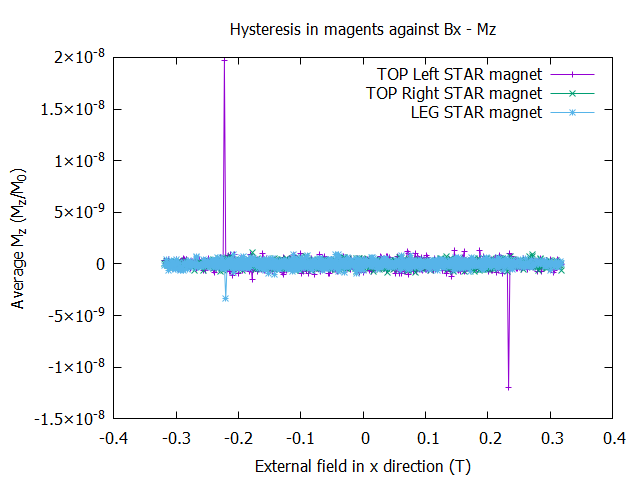 Hysteresis in magents against Bx - Mz
TOP Left STAR magnet
TOP Right STAR magnet
LEG STAR magnet
2×10⁻⁸
1.5×10⁻⁸
1×10⁻⁸
5×10⁻⁹
0
-5×10⁻⁹
-1×10⁻⁸
-1.5×10⁻⁸
Average M_z (M_z/M_0)
-0.4 -0.3 -0.2 -0.1 0 0.1 0.2 0.3 0.4
External field in x direction (T)